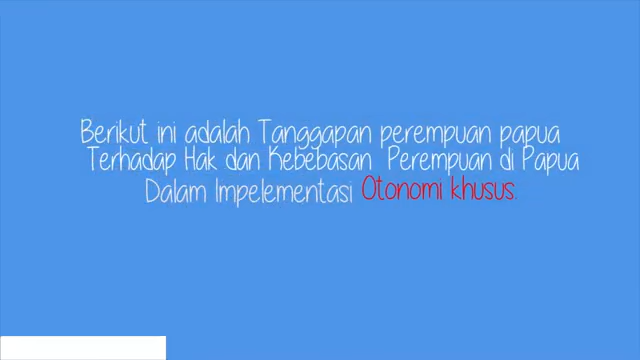 Berikut ini adalah Tanggapan perempuan papua
Terhadap Hak dan Kebebasan Perempuan di Papua
Dalam Impelementasi Otonomi khusus.